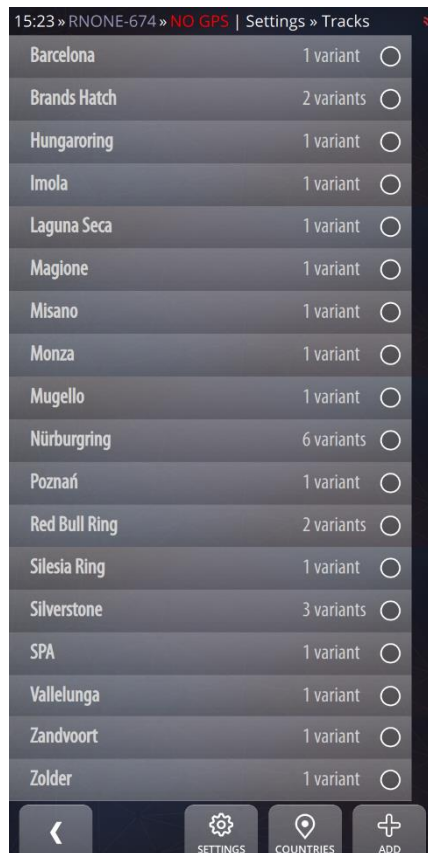 15:23 » RNONE-674 » NO GPS | Settings » Tracks
Barcelona 1 variant
Brands Hatch 2 variants
Hungaroring 1 variant
Imola 1 variant
Laguna Seca 1 variant
Magione 1 variant
Misano 1 variant
Monza 1 variant
Mugello 1 variant
Nürburgring 6 variants
Poznań 1 variant
Red Bull Ring 2 variants
Silesia Ring 1 variant
Silverstone 3 variants
SPA 1 variant
Vallelunga 1 variant
Zandvoort 1 variant
Zolder 1 variant
SETTINGS COUNTRIES ADD